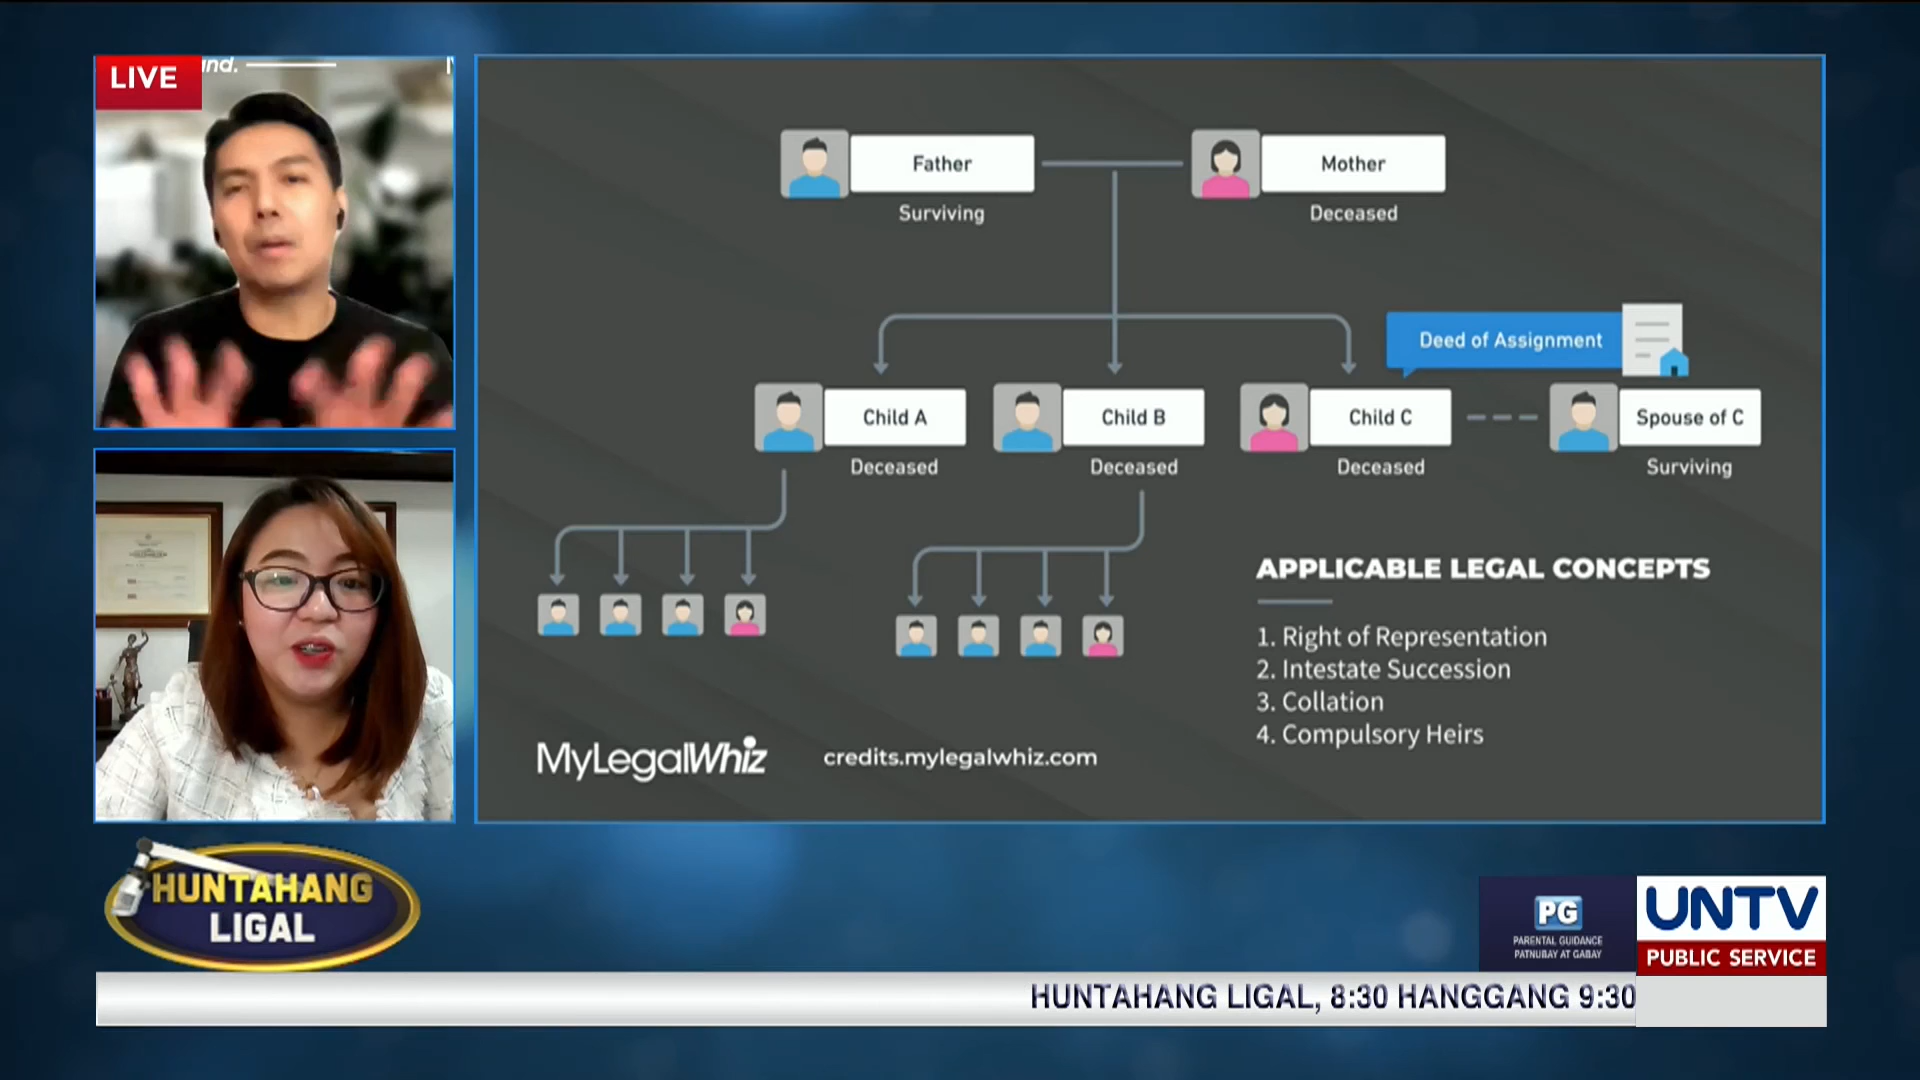 LIVE
and.
Father
Mother
Surviving
Deceased
Deed of Assignment
Child A
Child B
Child C
Spouse of C
Deceased
Deceased
Deceased
Surviving
APPLICABLE LEGAL CONCEPTS
1. Right of Representation
2. Intestate Succession
3. Collation
4. Compulsory Heirs
MyLegalWhiz
credits.mylegalwhiz.com
HUNTAHANG
LIGAL
PG
PARENTAL GUIDANCE
PATNUBAY AT GABAY
UNTV
PUBLIC SERVICE
HUNTAHANG LIGAL, 8:30 HANGGANG 9:30